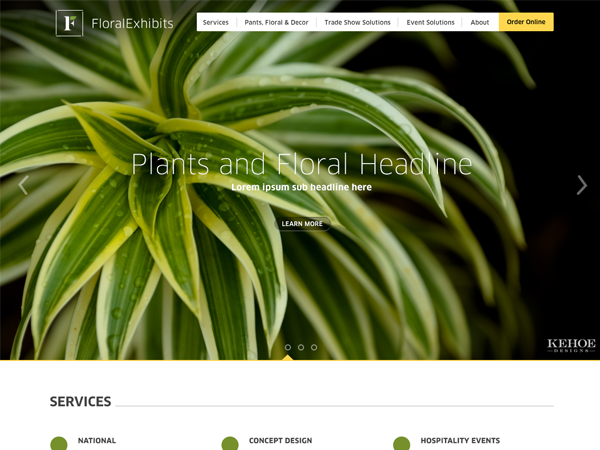 F FloralExhibits
Services Pants, Floral & Decor Trade Show Solutions Event Solutions About Order Online
Plants and Floral Headline
Lorem ipsum sub headline here
LEARN MORE
KEHOE
DESIGNS
SERVICES
NATIONAL CONCEPT DESIGN HOSPITALITY EVENTS